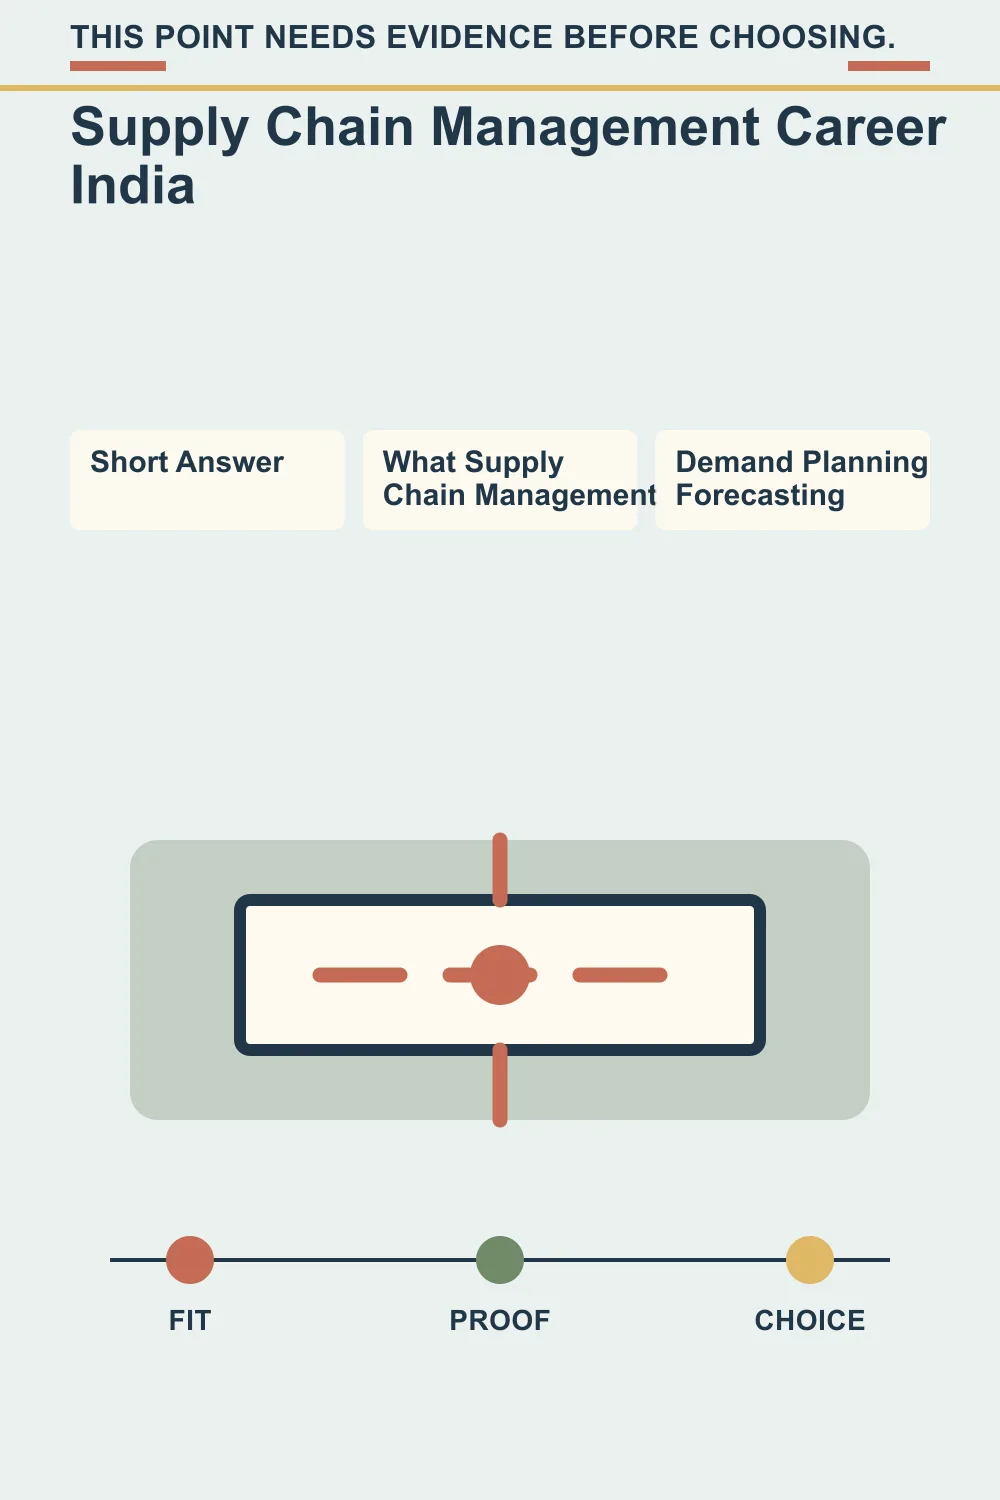 THIS POINT NEEDS EVIDENCE BEFORE CHOOSING.
Supply Chain Management Career
India
Short Answer
What Supply
Chain Management
Demand Planning
Forecasting
FIT
PROOF
CHOICE